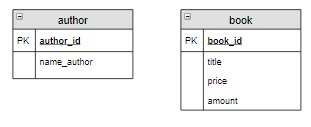 author
PK author_id
name_author
book
PK book_id
title
price
amount